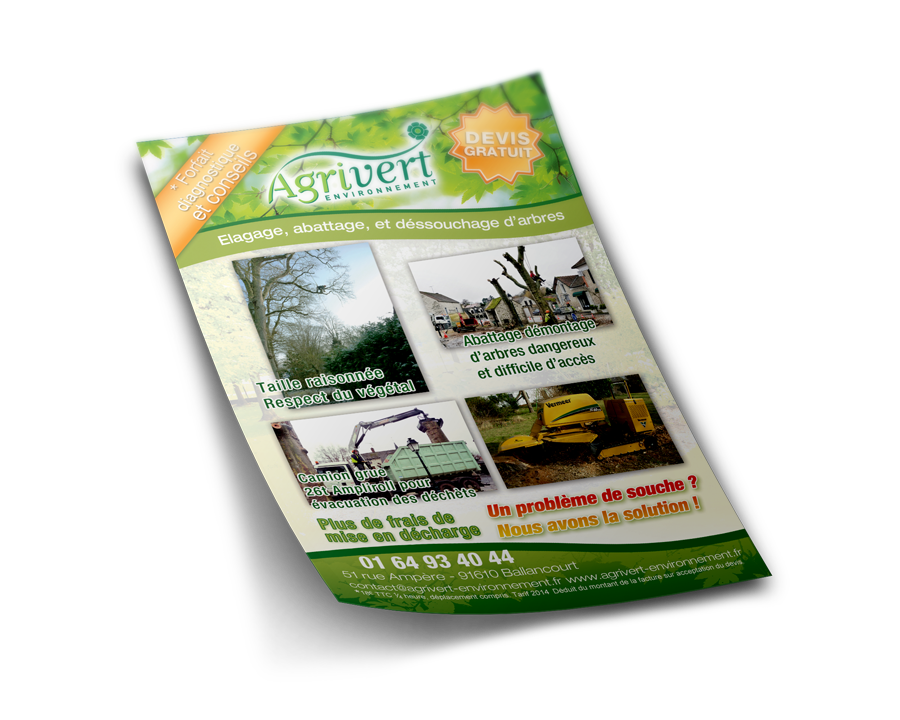 * Forfait
diagnostique
et conseils
Agrivert
ENVIRONNEMENT
DEVIS
GRATUIT
Elagage, abattage, et déssouchage d'arbres
Taille raisonnée
Respect du végétal
Abattage démontage
d'arbres dangereux
et difficile d'accès
Camion grue
26t Ampliroll pour
évacuation des déchèts
Plus de frais de
mise en décharge
Vermeer
Un problème de souche ?
Nous avons la solution !
01 64 93 40 44
51 rue Ampère - 91610 Ballancourt
contact@agrivert-environnement.fr www.agrivert-environnement.fr
TTC, ½ heure, déplacement compris. Tarif 2014 Déduit du montant de la facture sur acceptation du devis